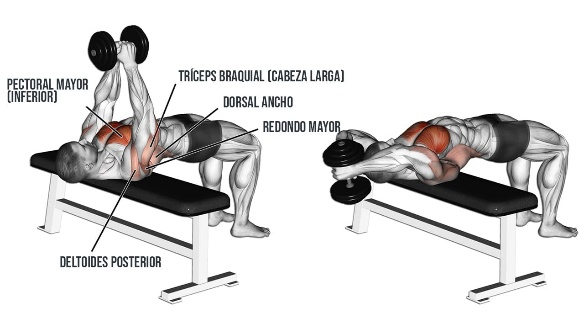 TRÍCEPS BRAQUIAL (CABEZA LARGA)
PECTORAL MAYOR
(INFERIOR)
DORSAL ANCHO
REDONDO MAYOR
DELTOIDES POSTERIOR